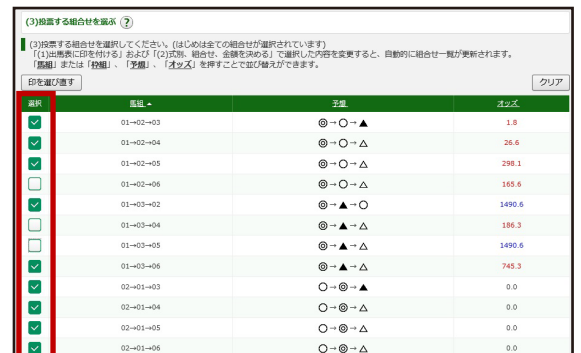 (3)投票する組合せを選ぶ ?
(3)投票する組合せを選択してください。(はじめは全ての組合せが選択されています)
「(1)出馬表に印を付ける」および「(2)式別、組合せ、金額を決める」で選択した内容を変更すると、自動的に組合せ一覧が更新されます。
「馬組」または「枠組」、「予想」、「オッズ」を押すことで並び替えができます。
印を選び直す クリア
選択 馬組▲ 予想 オッズ
01→02→03 ◎→○→▲ 1.8
01→02→04 ◎→○→△ 26.6
01→02→05 ◎→○→△ 298.1
01→02→06 ◎→○→△ 165.6
01→03→02 ◎→▲→○ 1490.6
01→03→04 ◎→▲→△ 186.3
01→03→05 ◎→▲→△ 1490.6
01→03→06 ◎→▲→△ 745.3
02→01→03 ○→◎→▲ 0.0
02→01→04 ○→◎→△ 0.0
02→01→05 ○→◎→△ 0.0
02→01→06 ○→◎→△ 0.0